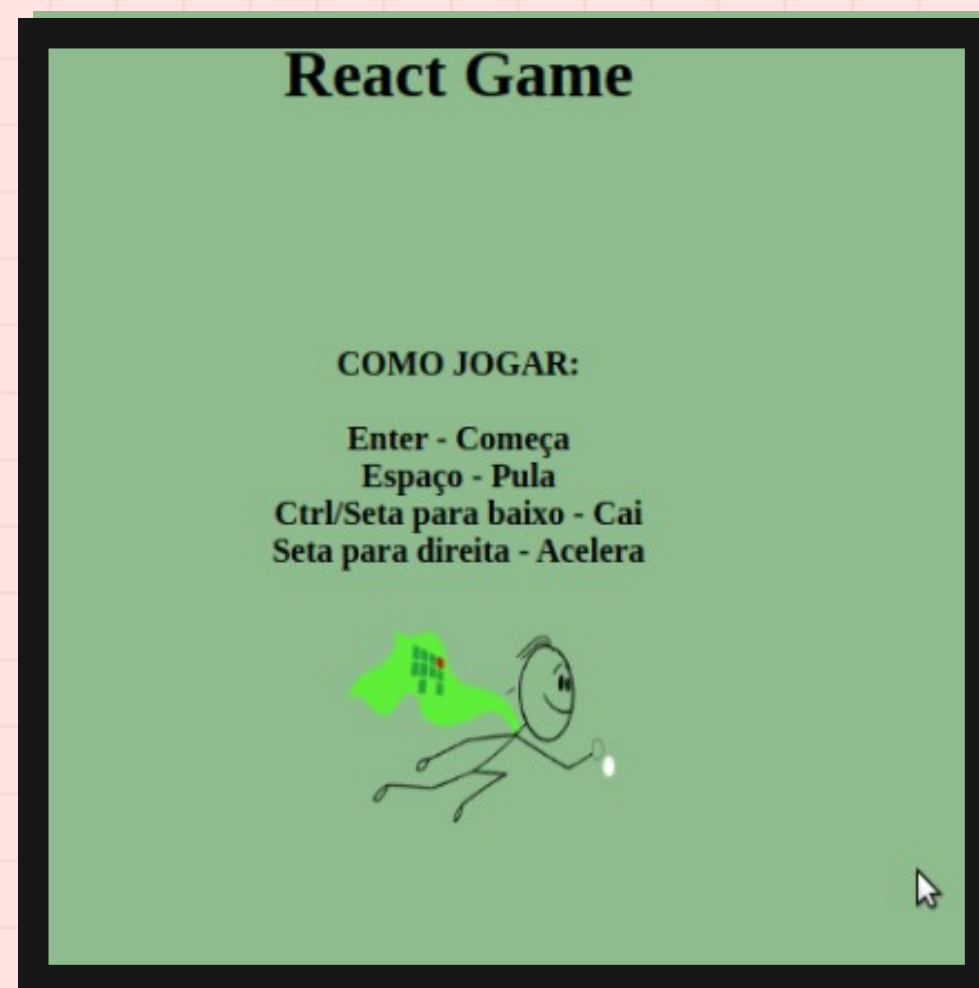 React Game
COMO JOGAR:
Enter - Começa
Espaço - Pula
Ctrl/Seta para baixo - Cai
Seta para direita - Acelera